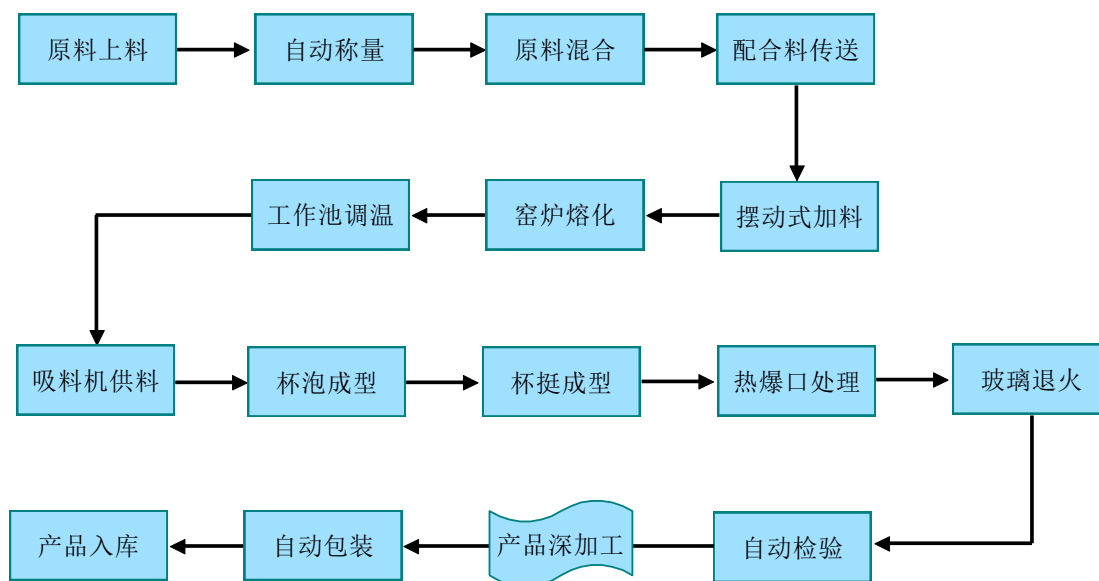 原料上料
自动称量
原料混合
配合料传送
摆动式加料
窑炉熔化
工作池调温
吸料机供料
杯泡成型
杯挺成型
热爆口处理
玻璃退火
自动检验
产品深加工
自动包装
产品入库